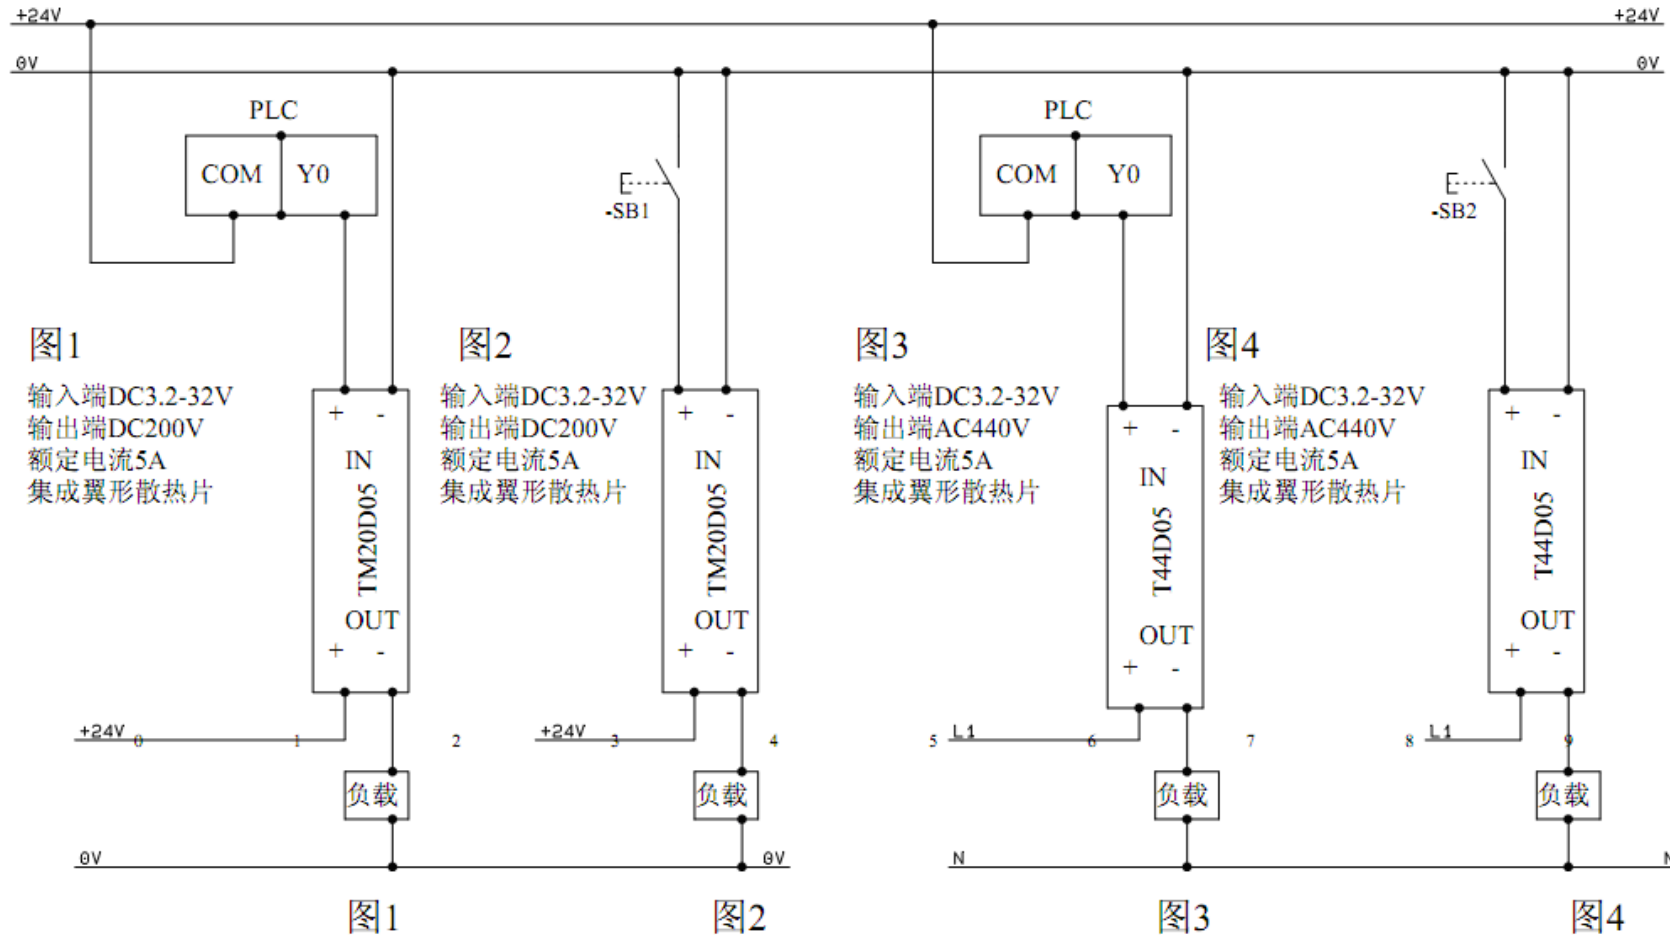 +24V
+24V
0V
0V
PLC
COM
Y0
-SB1
PLC
COM
Y0
-SB2
图1
输入端DC3.2-32V
输出端DC200V
额定电流5A
集成翼形散热片
+ -
IN
TM20D05
OUT
+ -
图2
输入端DC3.2-32V
输出端DC200V
额定电流5A
集成翼形散热片
+ -
IN
TM20D05
OUT
+ -
图3
输入端DC3.2-32V
输出端AC440V
额定电流5A
集成翼形散热片
+ -
IN
T44D05
OUT
+ -
图4
输入端DC3.2-32V
输出端AC440V
额定电流5A
集成翼形散热片
+ -
IN
T44D05
OUT
+ -
+24V 0 1 2 +24V 3 4 5 L1 6 7 8 L1 9
负载
负载
负载
负载
0V
0V
N
N
图1
图2
图3
图4